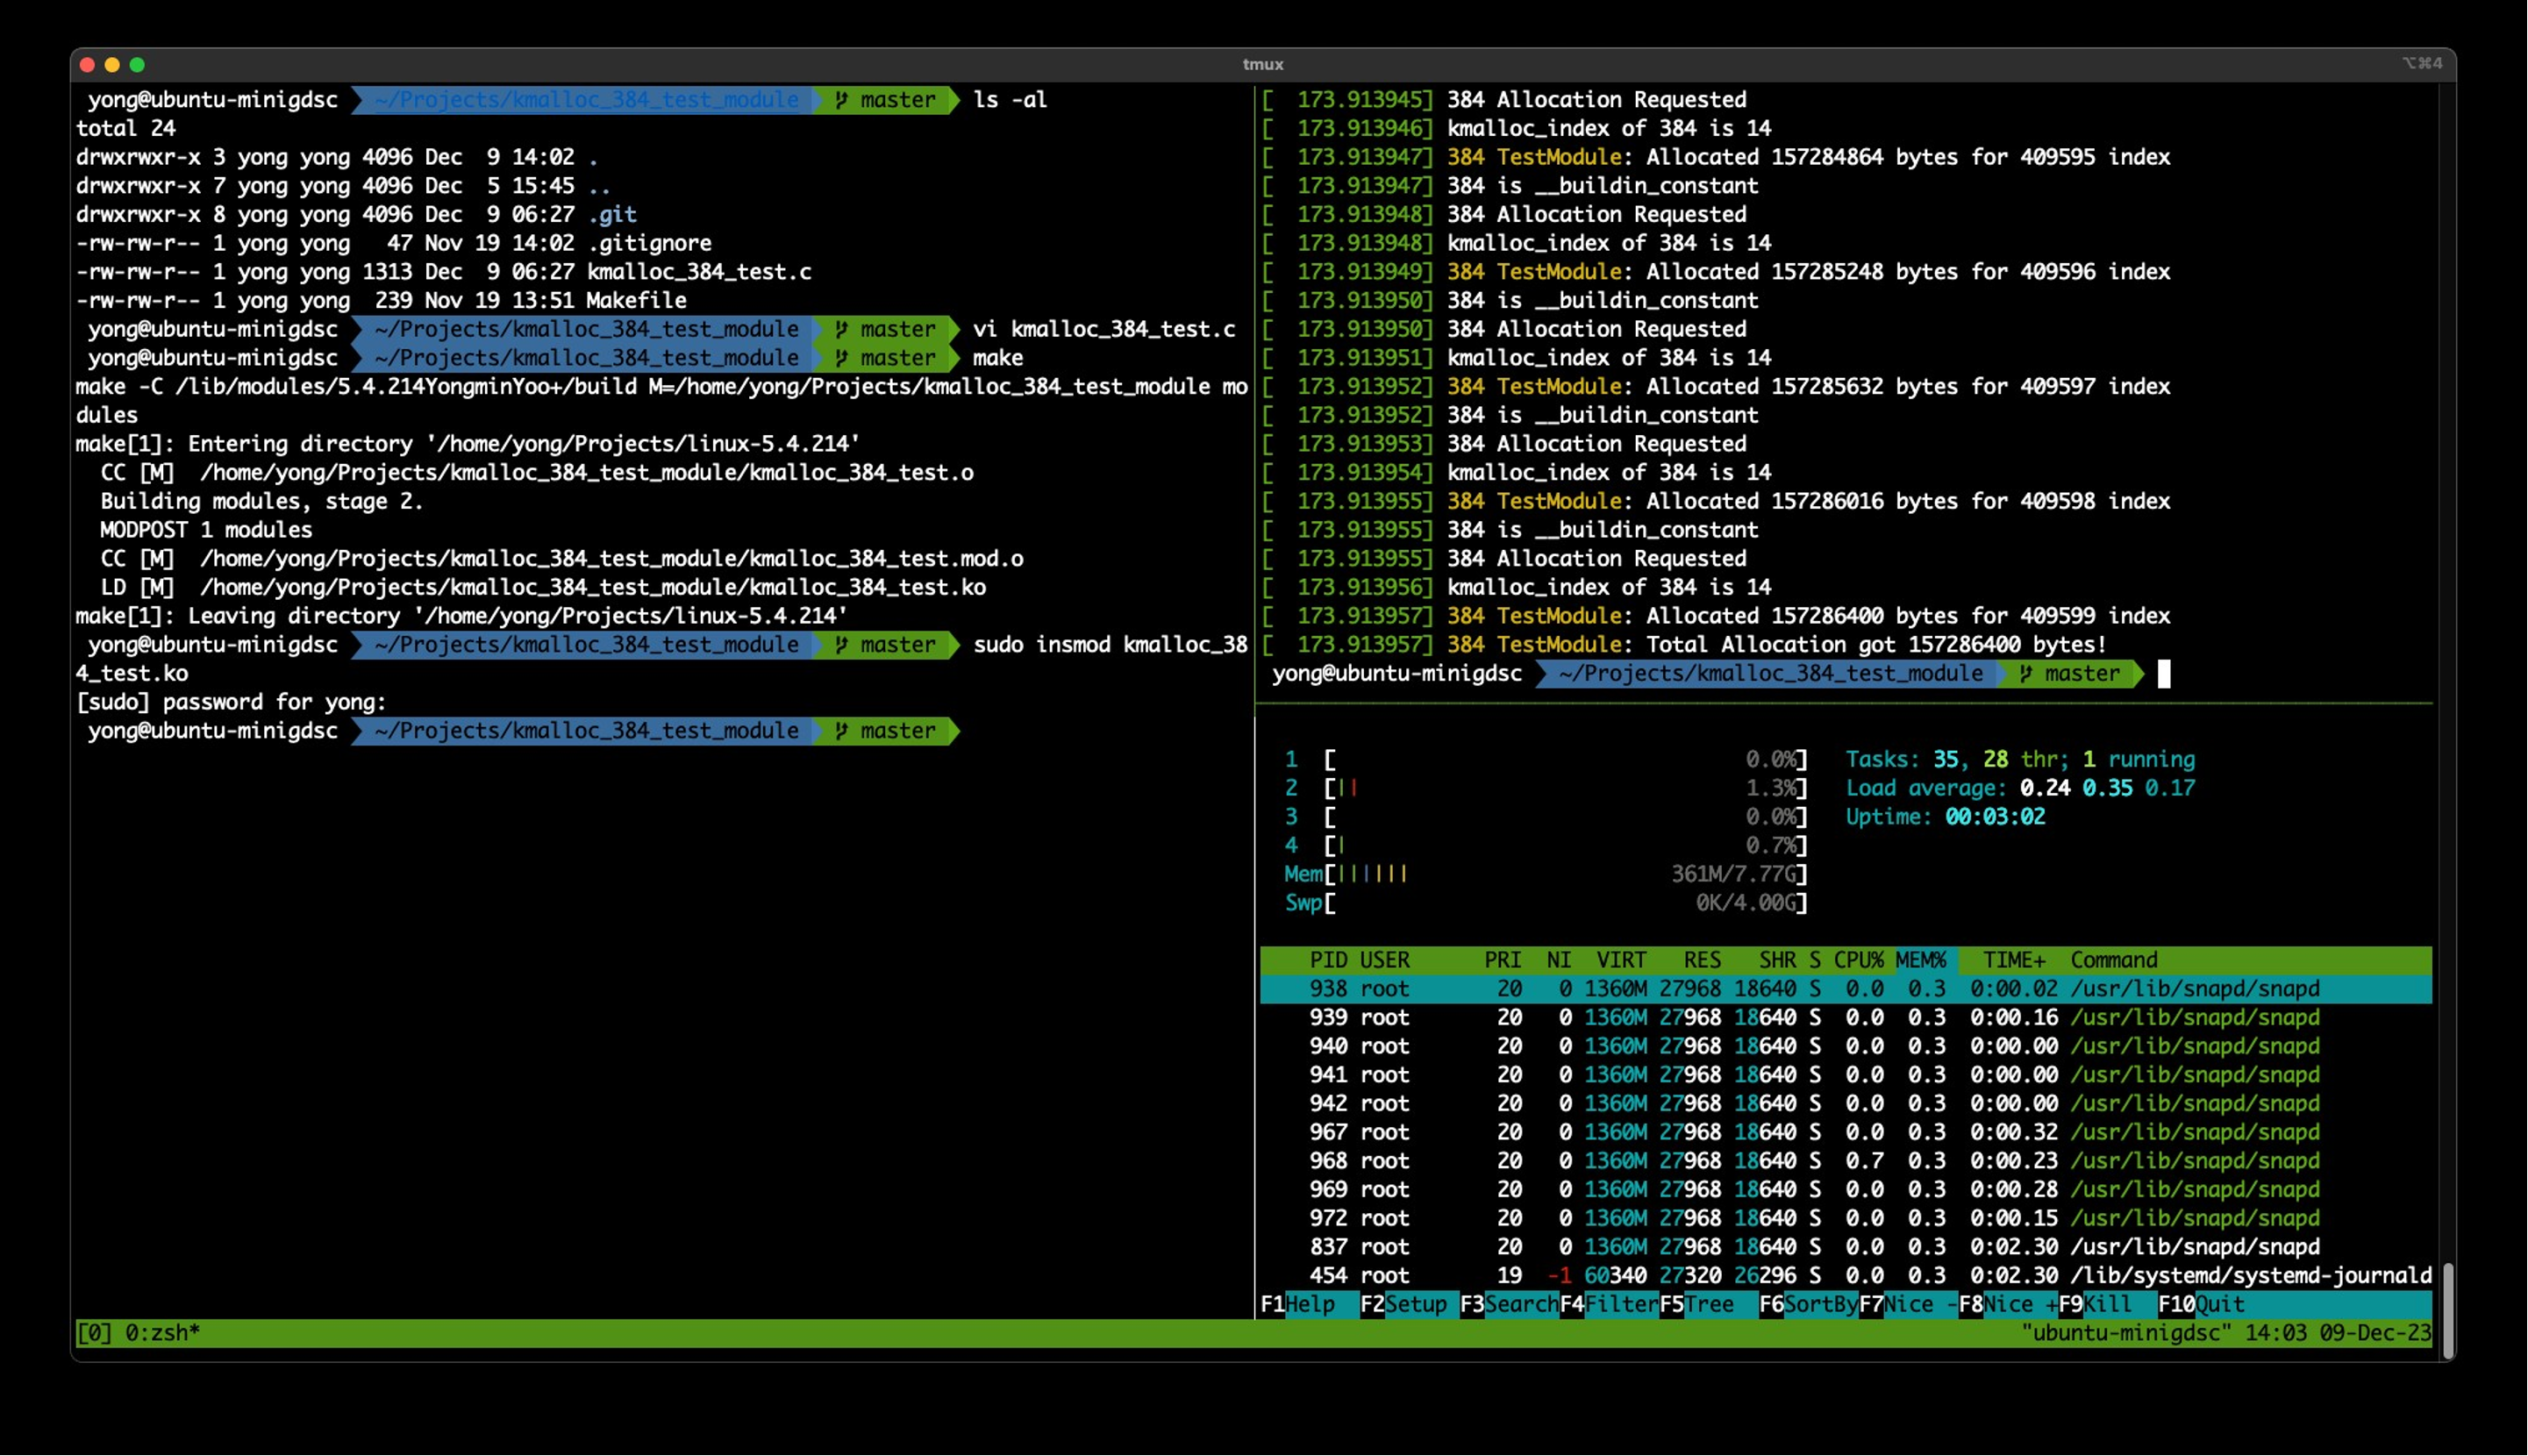 tmux
⌥⌘4
yong@ubuntu-minigdsc ~/Projects/kmalloc_384_test_module master ls -al
total 24
drwxrwxr-x 3 yong yong 4096 Dec  9 14:02 .
drwxrwxr-x 7 yong yong 4096 Dec  5 15:45 ..
drwxrwxr-x 8 yong yong 4096 Dec  9 06:27 .git
-rw-rw-r-- 1 yong yong   47 Nov 19 14:02 .gitignore
-rw-rw-r-- 1 yong yong 1313 Dec  9 06:27 kmalloc_384_test.c
-rw-rw-r-- 1 yong yong  239 Nov 19 13:51 Makefile
yong@ubuntu-minigdsc ~/Projects/kmalloc_384_test_module master vi kmalloc_384_test.c
yong@ubuntu-minigdsc ~/Projects/kmalloc_384_test_module master make
make -C /lib/modules/5.4.214YongminYoo+/build M=/home/yong/Projects/kmalloc_384_test_module mo
dules
make[1]: Entering directory '/home/yong/Projects/linux-5.4.214'
  CC [M]  /home/yong/Projects/kmalloc_384_test_module/kmalloc_384_test.o
  Building modules, stage 2.
  MODPOST 1 modules
  CC [M]  /home/yong/Projects/kmalloc_384_test_module/kmalloc_384_test.mod.o
  LD [M]  /home/yong/Projects/kmalloc_384_test_module/kmalloc_384_test.ko
make[1]: Leaving directory '/home/yong/Projects/linux-5.4.214'
yong@ubuntu-minigdsc ~/Projects/kmalloc_384_test_module master sudo insmod kmalloc_38
4_test.ko
[sudo] password for yong:
yong@ubuntu-minigdsc ~/Projects/kmalloc_384_test_module master
[  173.913945] 384 Allocation Requested
[  173.913946] kmalloc_index of 384 is 14
[  173.913947] 384 TestModule: Allocated 157284864 bytes for 409595 index
[  173.913947] 384 is __buildin_constant
[  173.913948] 384 Allocation Requested
[  173.913948] kmalloc_index of 384 is 14
[  173.913949] 384 TestModule: Allocated 157285248 bytes for 409596 index
[  173.913950] 384 is __buildin_constant
[  173.913950] 384 Allocation Requested
[  173.913951] kmalloc_index of 384 is 14
[  173.913952] 384 TestModule: Allocated 157285632 bytes for 409597 index
[  173.913952] 384 is __buildin_constant
[  173.913953] 384 Allocation Requested
[  173.913954] kmalloc_index of 384 is 14
[  173.913955] 384 TestModule: Allocated 157286016 bytes for 409598 index
[  173.913955] 384 is __buildin_constant
[  173.913955] 384 Allocation Requested
[  173.913956] kmalloc_index of 384 is 14
[  173.913957] 384 TestModule: Allocated 157286400 bytes for 409599 index
[  173.913957] 384 TestModule: Total Allocation got 157286400 bytes!
yong@ubuntu-minigdsc ~/Projects/kmalloc_384_test_module master
1 [ 0.0%] Tasks: 35, 28 thr; 1 running
2 [|| 1.3%] Load average: 0.24 0.35 0.17
3 [ 0.0%] Uptime: 00:03:02
4 [| 0.7%]
Mem[|||||| 361M/7.77G]
Swp[ 0K/4.00G]
PID USER PRI NI VIRT RES SHR S CPU% MEM% TIME+ Command
938 root 20 0 1360M 27968 18640 S 0.0 0.3 0:00.02 /usr/lib/snapd/snapd
939 root 20 0 1360M 27968 18640 S 0.0 0.3 0:00.16 /usr/lib/snapd/snapd
940 root 20 0 1360M 27968 18640 S 0.0 0.3 0:00.00 /usr/lib/snapd/snapd
941 root 20 0 1360M 27968 18640 S 0.0 0.3 0:00.00 /usr/lib/snapd/snapd
942 root 20 0 1360M 27968 18640 S 0.0 0.3 0:00.00 /usr/lib/snapd/snapd
967 root 20 0 1360M 27968 18640 S 0.0 0.3 0:00.32 /usr/lib/snapd/snapd
968 root 20 0 1360M 27968 18640 S 0.7 0.3 0:00.23 /usr/lib/snapd/snapd
969 root 20 0 1360M 27968 18640 S 0.0 0.3 0:00.28 /usr/lib/snapd/snapd
972 root 20 0 1360M 27968 18640 S 0.0 0.3 0:00.15 /usr/lib/snapd/snapd
837 root 20 0 1360M 27968 18640 S 0.0 0.3 0:02.30 /usr/lib/snapd/snapd
454 root 19 -1 60340 27320 26296 S 0.0 0.3 0:02.30 /lib/systemd/systemd-journald
F1Help  F2Setup F3SearchF4FilterF5Tree  F6SortByF7Nice -F8Nice +F9Kill  F10Quit
[0] 0:zsh* "ubuntu-minigdsc" 14:03 09-Dec-23